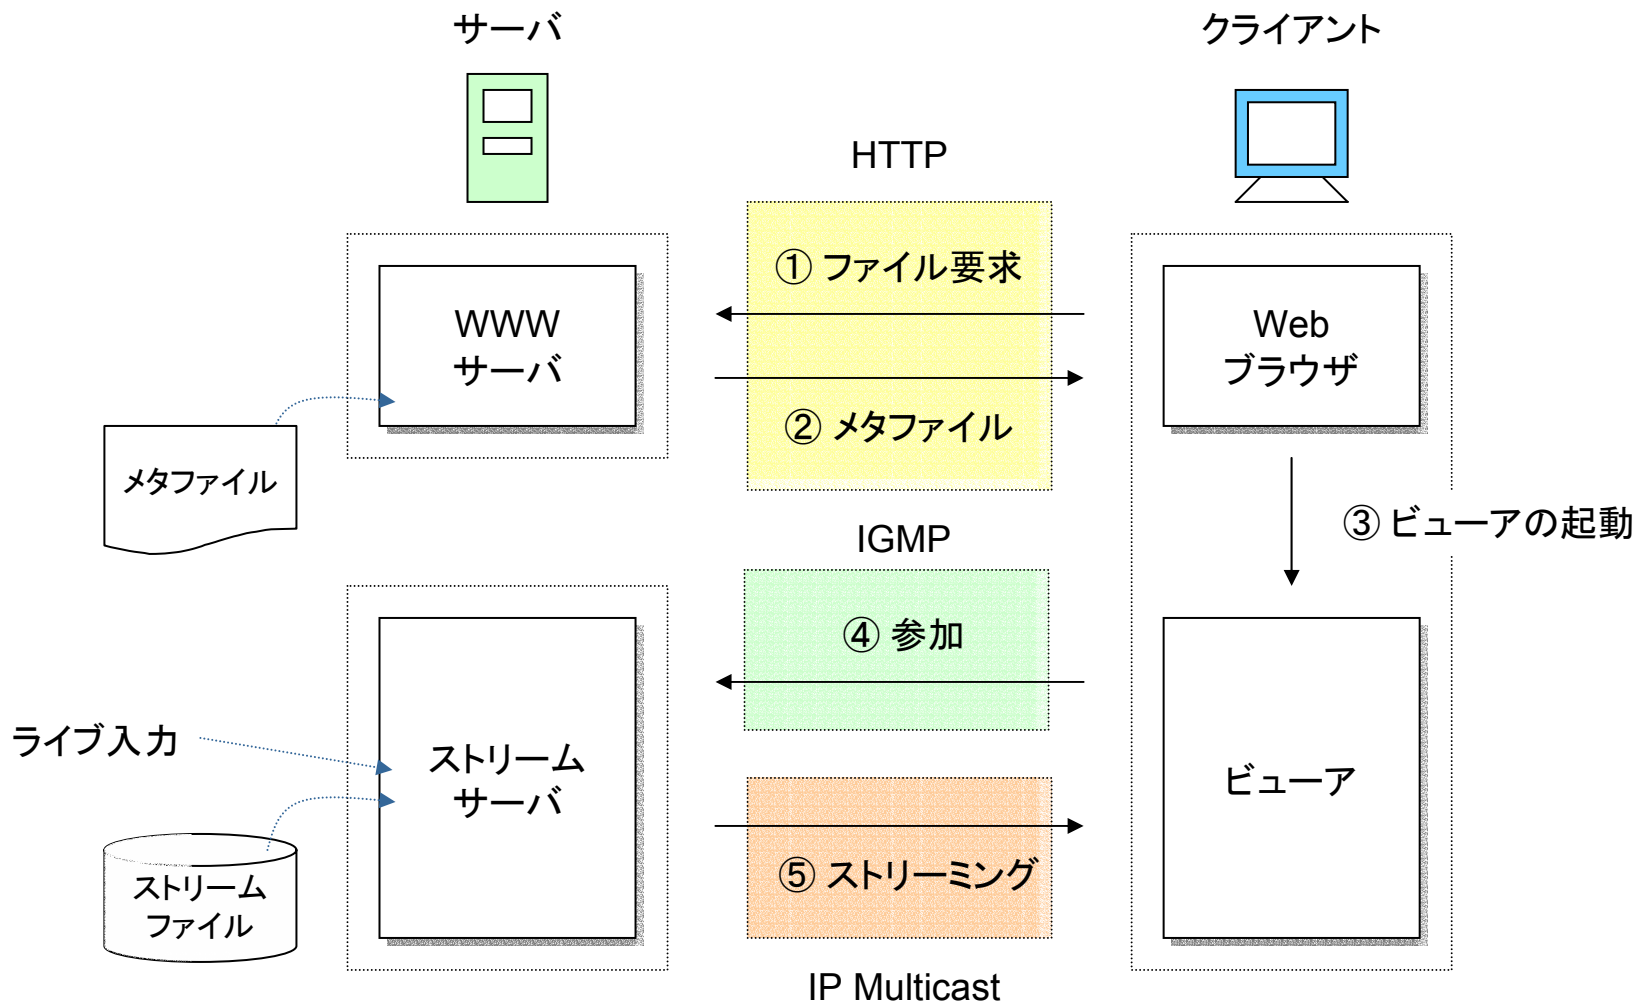 サーバ
クライアント
HTTP
① ファイル要求
WWW
サーバ
Web
ブラウザ
② メタファイル
メタファイル
③ ビューアの起動
IGMP
④ 参加
ライブ入力
ストリーム
サーバ
ビューア
⑤ ストリーミング
ストリーム
ファイル
IP Multicast